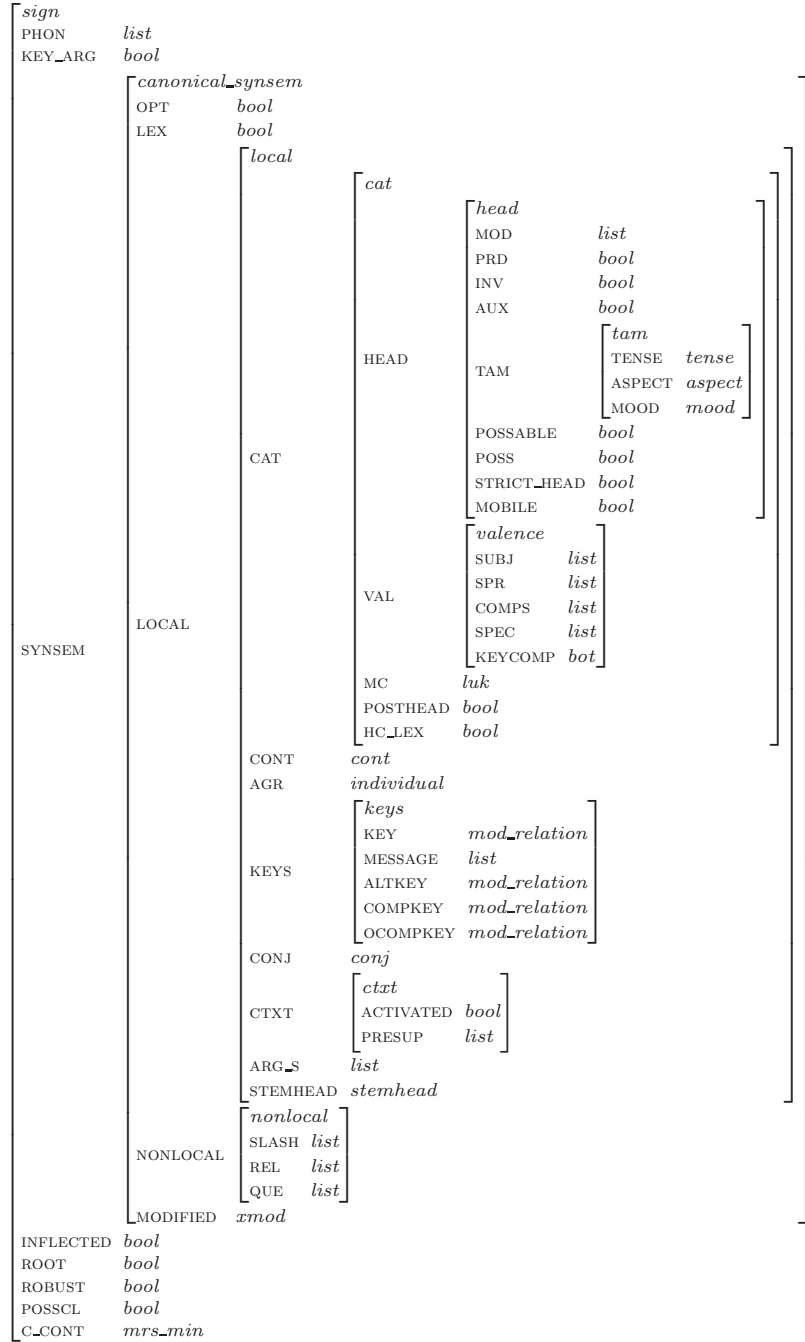 sign
PHON list
KEY_ARG bool
canonical_synsem
OPT bool
LEX bool
local
cat
head
MOD list
PRD bool
INV bool
AUX bool
tam
TENSE tense
HEAD TAM ASPECT aspect
MOOD mood
POSSABLE bool
CAT POSS bool
STRICT_HEAD bool
MOBILE bool
valence
SUBJ list
SPR list
VAL COMPS list
LOCAL
SPEC list
SYNSEM
KEYCOMP bot
MC luk
POSTHEAD bool
HC_LEX bool
CONT cont
AGR individual
keys
KEY mod_relation
MESSAGE list
KEYS ALTKEY mod_relation
COMPKEY mod_relation
OCOMPKEY mod_relation
CONJ conj
ctxt
CTXT ACTIVATED bool
PRESUP list
ARG_S list
STEMHEAD stemhead
nonlocal
SLASH list
NONLOCAL REL list
QUE list
MODIFIED xmod
INFLECTED bool
ROOT bool
ROBUST bool
POSSCL bool
C_CONT mrs_min